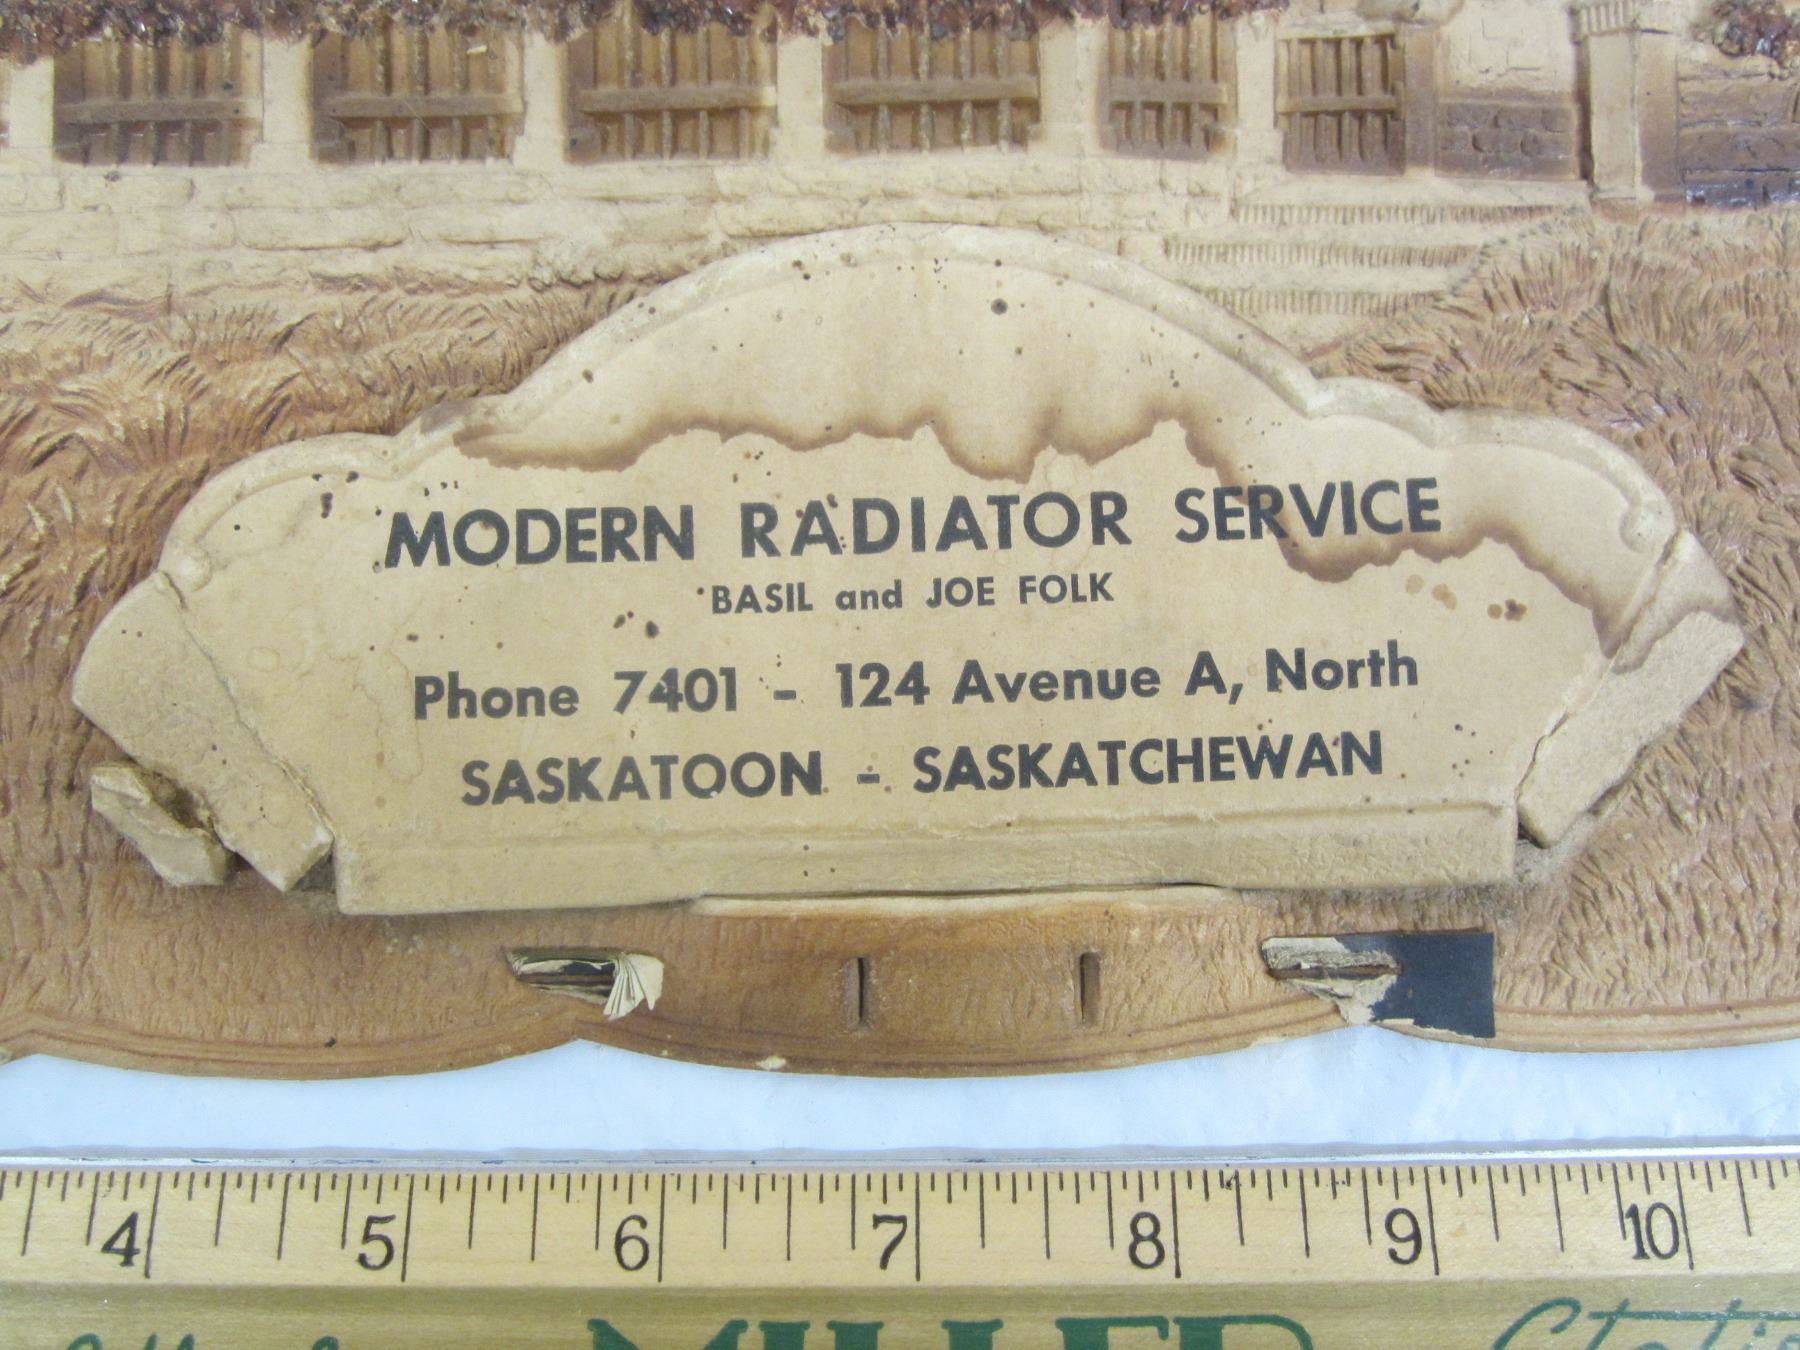 MODERN RADIATOR SERVICE
BASIL and JOE FOLK
Phone 7401 - 124 Avenue A, North
SASKATOON - SASKATCHEWAN
4 5 6 7 8 9 10
MILLER